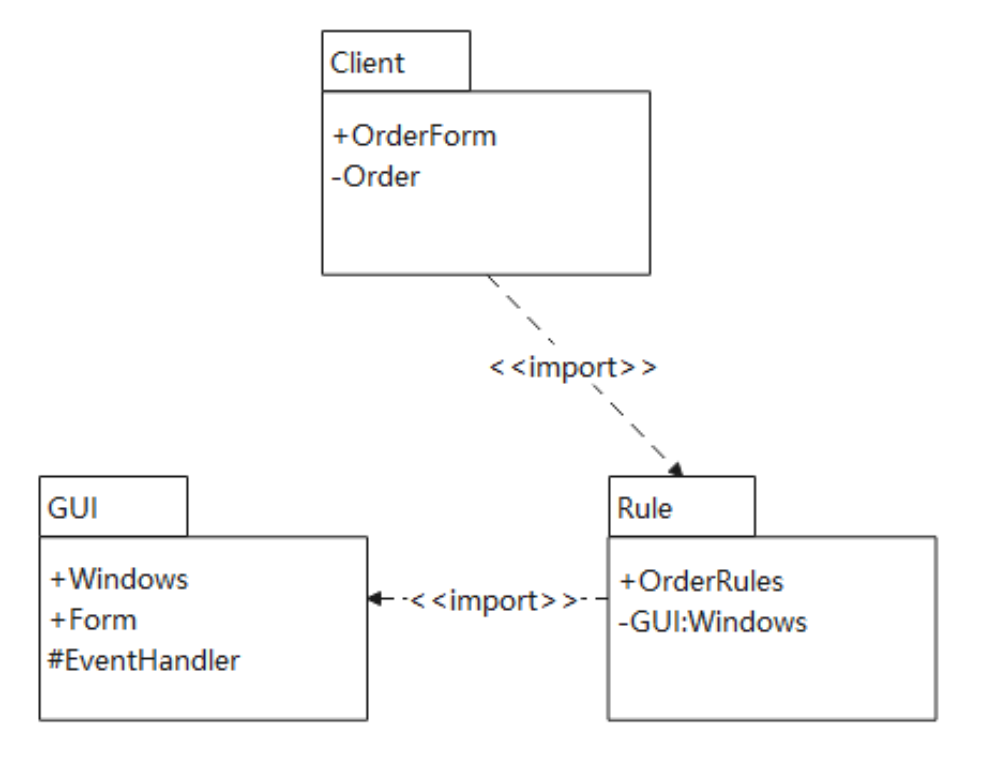 Client
+OrderForm
-Order
<<import>>
GUI
+Windows
+Form
#EventHandler
<<import>>
Rule
+OrderRules
-GUI:Windows